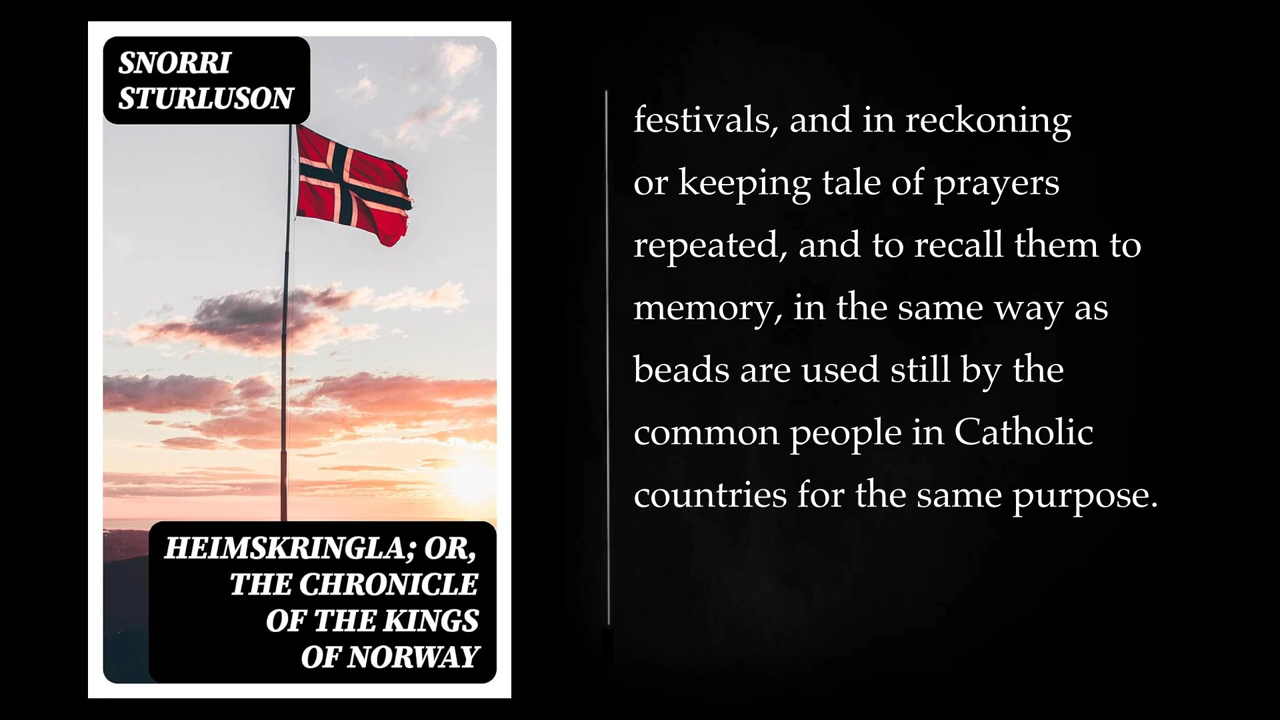 SNORRI
STURLUSON
HEIMSKRINGLA; OR,
THE CHRONICLE
OF THE KINGS
OF NORWAY
festivals, and in reckoning
or keeping tale of prayers
repeated, and to recall them to
memory, in the same way as
beads are used still by the
common people in Catholic
countries for the same purpose.